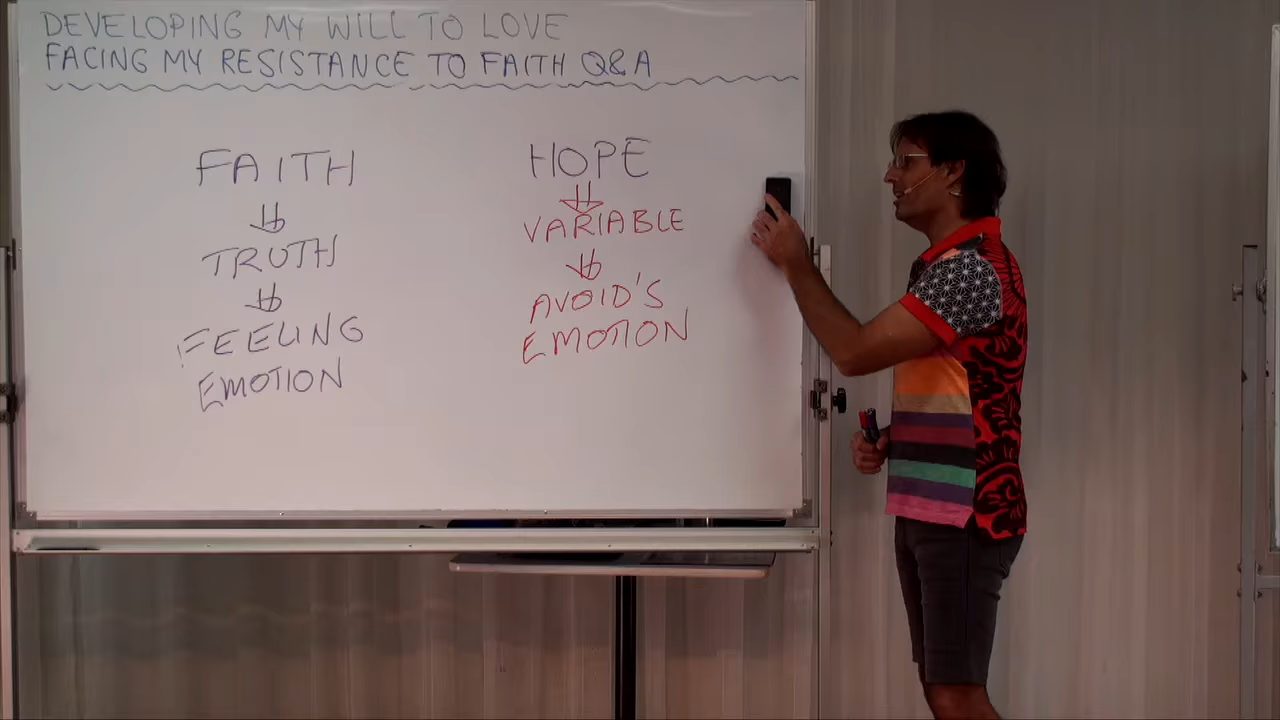 DEVELOPING MY WILL TO LOVE
FACING MY RESISTANCE TO FAITH Q&A
FAITH
TRUTH
FEELING
EMOTION
HOPE
VARIABLE
AVOID'S
EMOTION